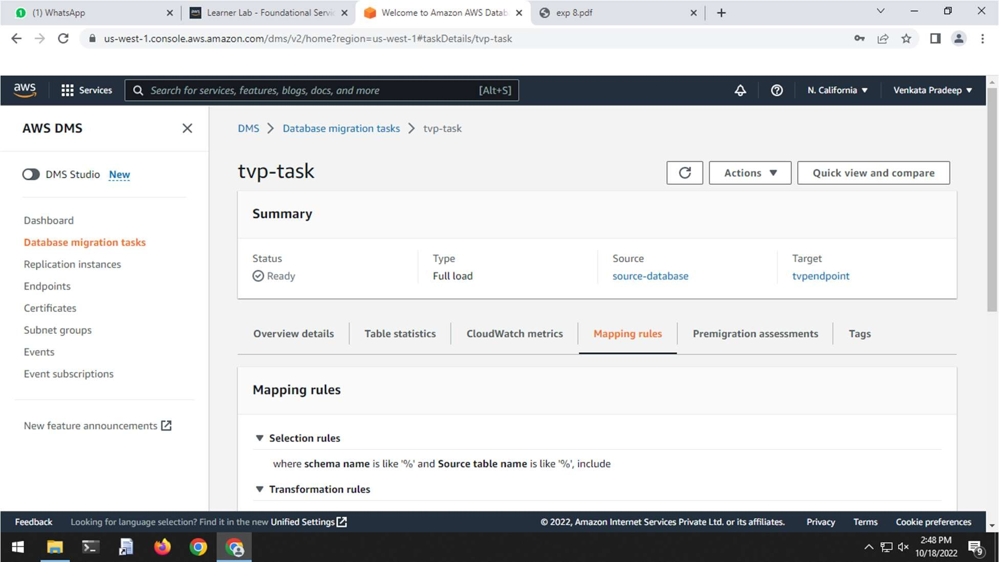 (1) WhatsApp
Learner Lab - Foundational Servic
Welcome to Amazon AWS Datab
exp 8.pdf
us-west-1.console.aws.amazon.com/dms/v2/home?region=us-west-1#taskDetails/tvp-task
aws
Services
Search for services, features, blogs, docs, and more
[Alt+S]
N. California
Venkata Pradeep
AWS DMS
DMS Studio New
Dashboard
Database migration tasks
Replication instances
Endpoints
Certificates
Subnet groups
Events
Event subscriptions
New feature announcements
DMS
Database migration tasks
tvp-task
tvp-task
Actions
Quick view and compare
Summary
Status
Ready
Type
Full load
Source
source-database
Target
tvpendpoint
Overview details
Table statistics
CloudWatch metrics
Mapping rules
Premigration assessments
Tags
Mapping rules
Selection rules
where schema name is like '%' and Source table name is like '%', include
Transformation rules
Feedback
Looking for language selection? Find it in the new Unified Settings
© 2022, Amazon Internet Services Private Ltd. or its affiliates.
Privacy
Terms
Cookie preferences
2:48 PM
10/18/2022
9